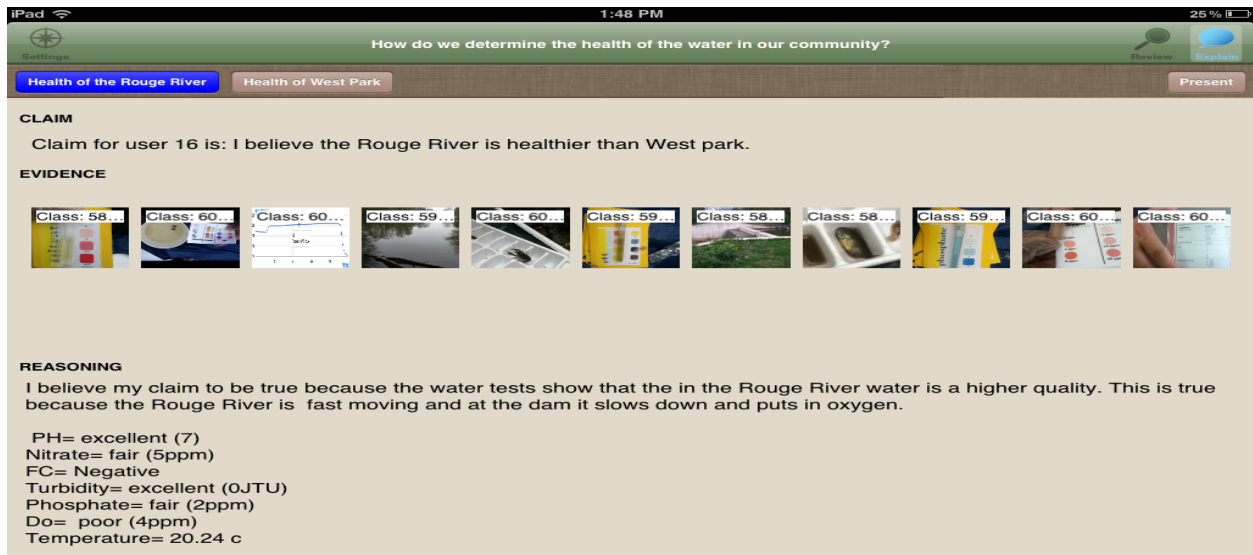 iPad 1:48 PM 25%
How do we determine the health of the water in our community?
Settings Review Explain
Health of the Rouge River Health of West Park Present
CLAIM
Claim for user 16 is: I believe the Rouge River is healthier than West park.
EVIDENCE
Class: 58... Class: 60... Class: 60... Class: 59... Class: 60... Class: 59... Class: 58... Class: 58... Class: 59... Class: 60... Class: 60...
phosphate
REASONING
I believe my claim to be true because the water tests show that the in the Rouge River water is a higher quality. This is true
because the Rouge River is fast moving and at the dam it slows down and puts in oxygen.
PH= excellent (7)
Nitrate= fair (5ppm)
FC= Negative
Turbidity= excellent (0JTU)
Phosphate= fair (2ppm)
Do= poor (4ppm)
Temperature= 20.24 c